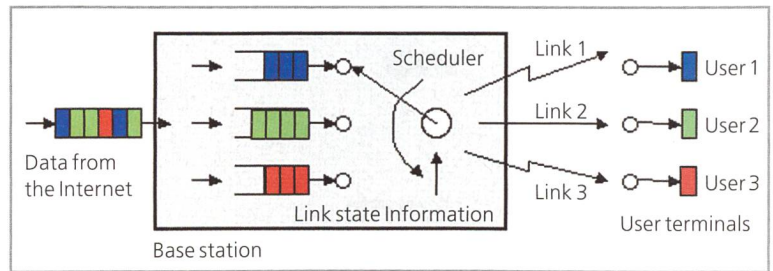 Scheduler
Link 1
User 1
Link 2
User 2
Data from
the Internet
Link 3
User 3
Link state Information
User terminals
Base station